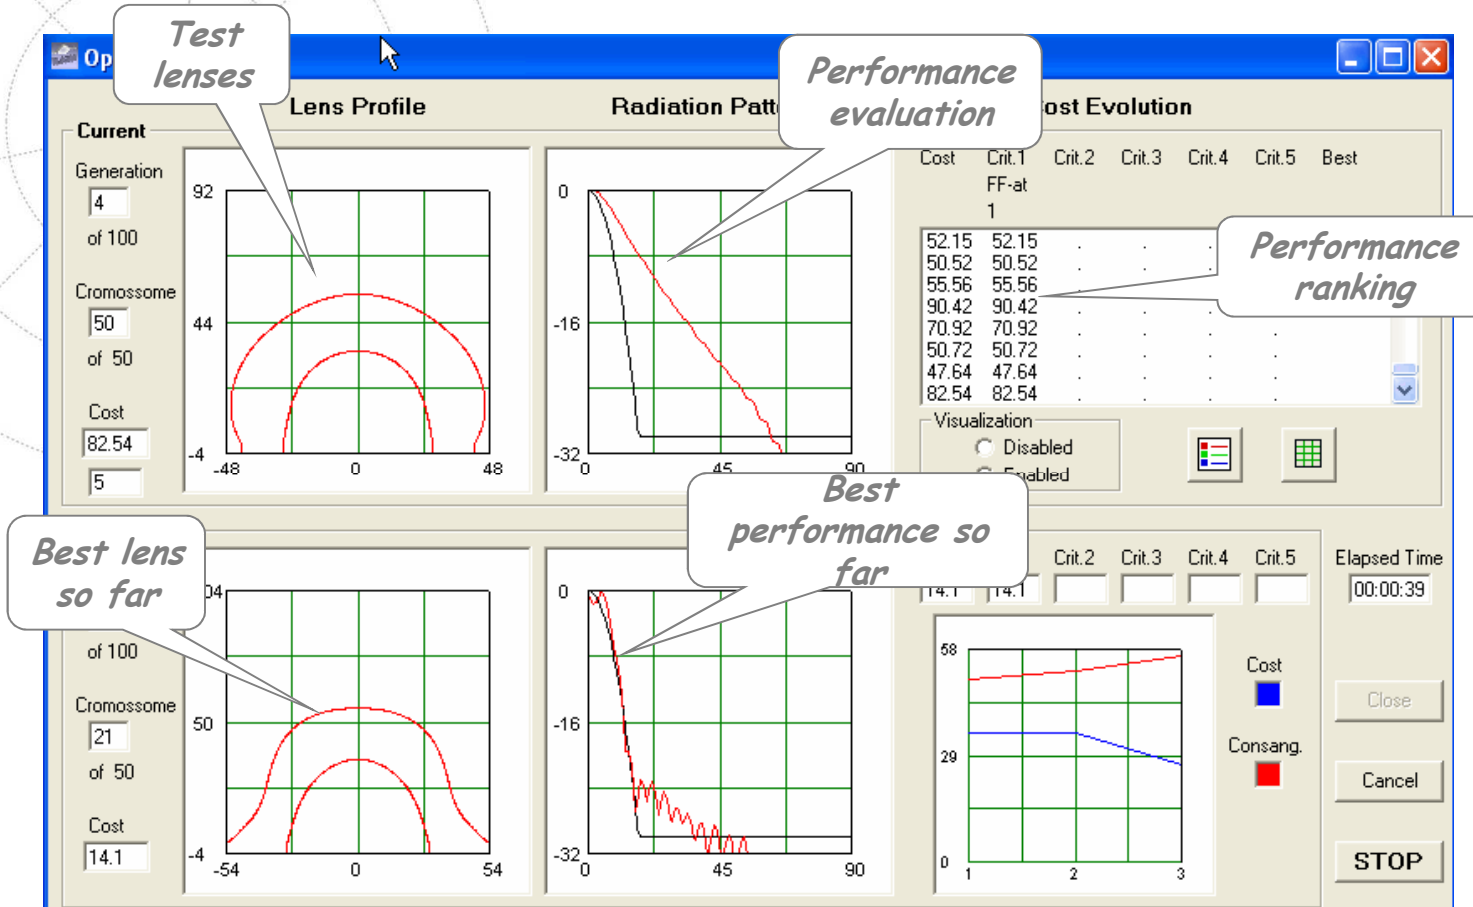 Test
lenses
Op
Performance
evaluation
Lens Profile
Radiation Patt
ost Evolution
Current
Generation
4
of 100
Cromossome
50
of 50
Cost
82.54
5
92
44
-4
-48 0 48
0
-16
-32
0 45 90
Cost Crit.1 Crit.2 Crit.3 Crit.4 Crit.5 Best
FF-at
1
52.15 52.15 . . .
50.52 50.52 . . .
55.56 55.56 .
90.42 90.42
70.92 70.92 . . . .
50.72 50.72 . . . .
47.64 47.64 . . . .
82.54 82.54 . . . .
Performance
ranking
Visualization
Disabled
Enabled
Best lens
so far
Best
performance so
far
of 100
Cromossome
21
of 50
Cost
14.1
04
50
-4
-54 0 54
0
-16
-32
0 45 90
Crit.2 Crit.3 Crit.4 Crit.5
14.1 14.1
58
29
0
1 2 3
Cost
Consang.
Elapsed Time
00:00:39
Close
Cancel
STOP